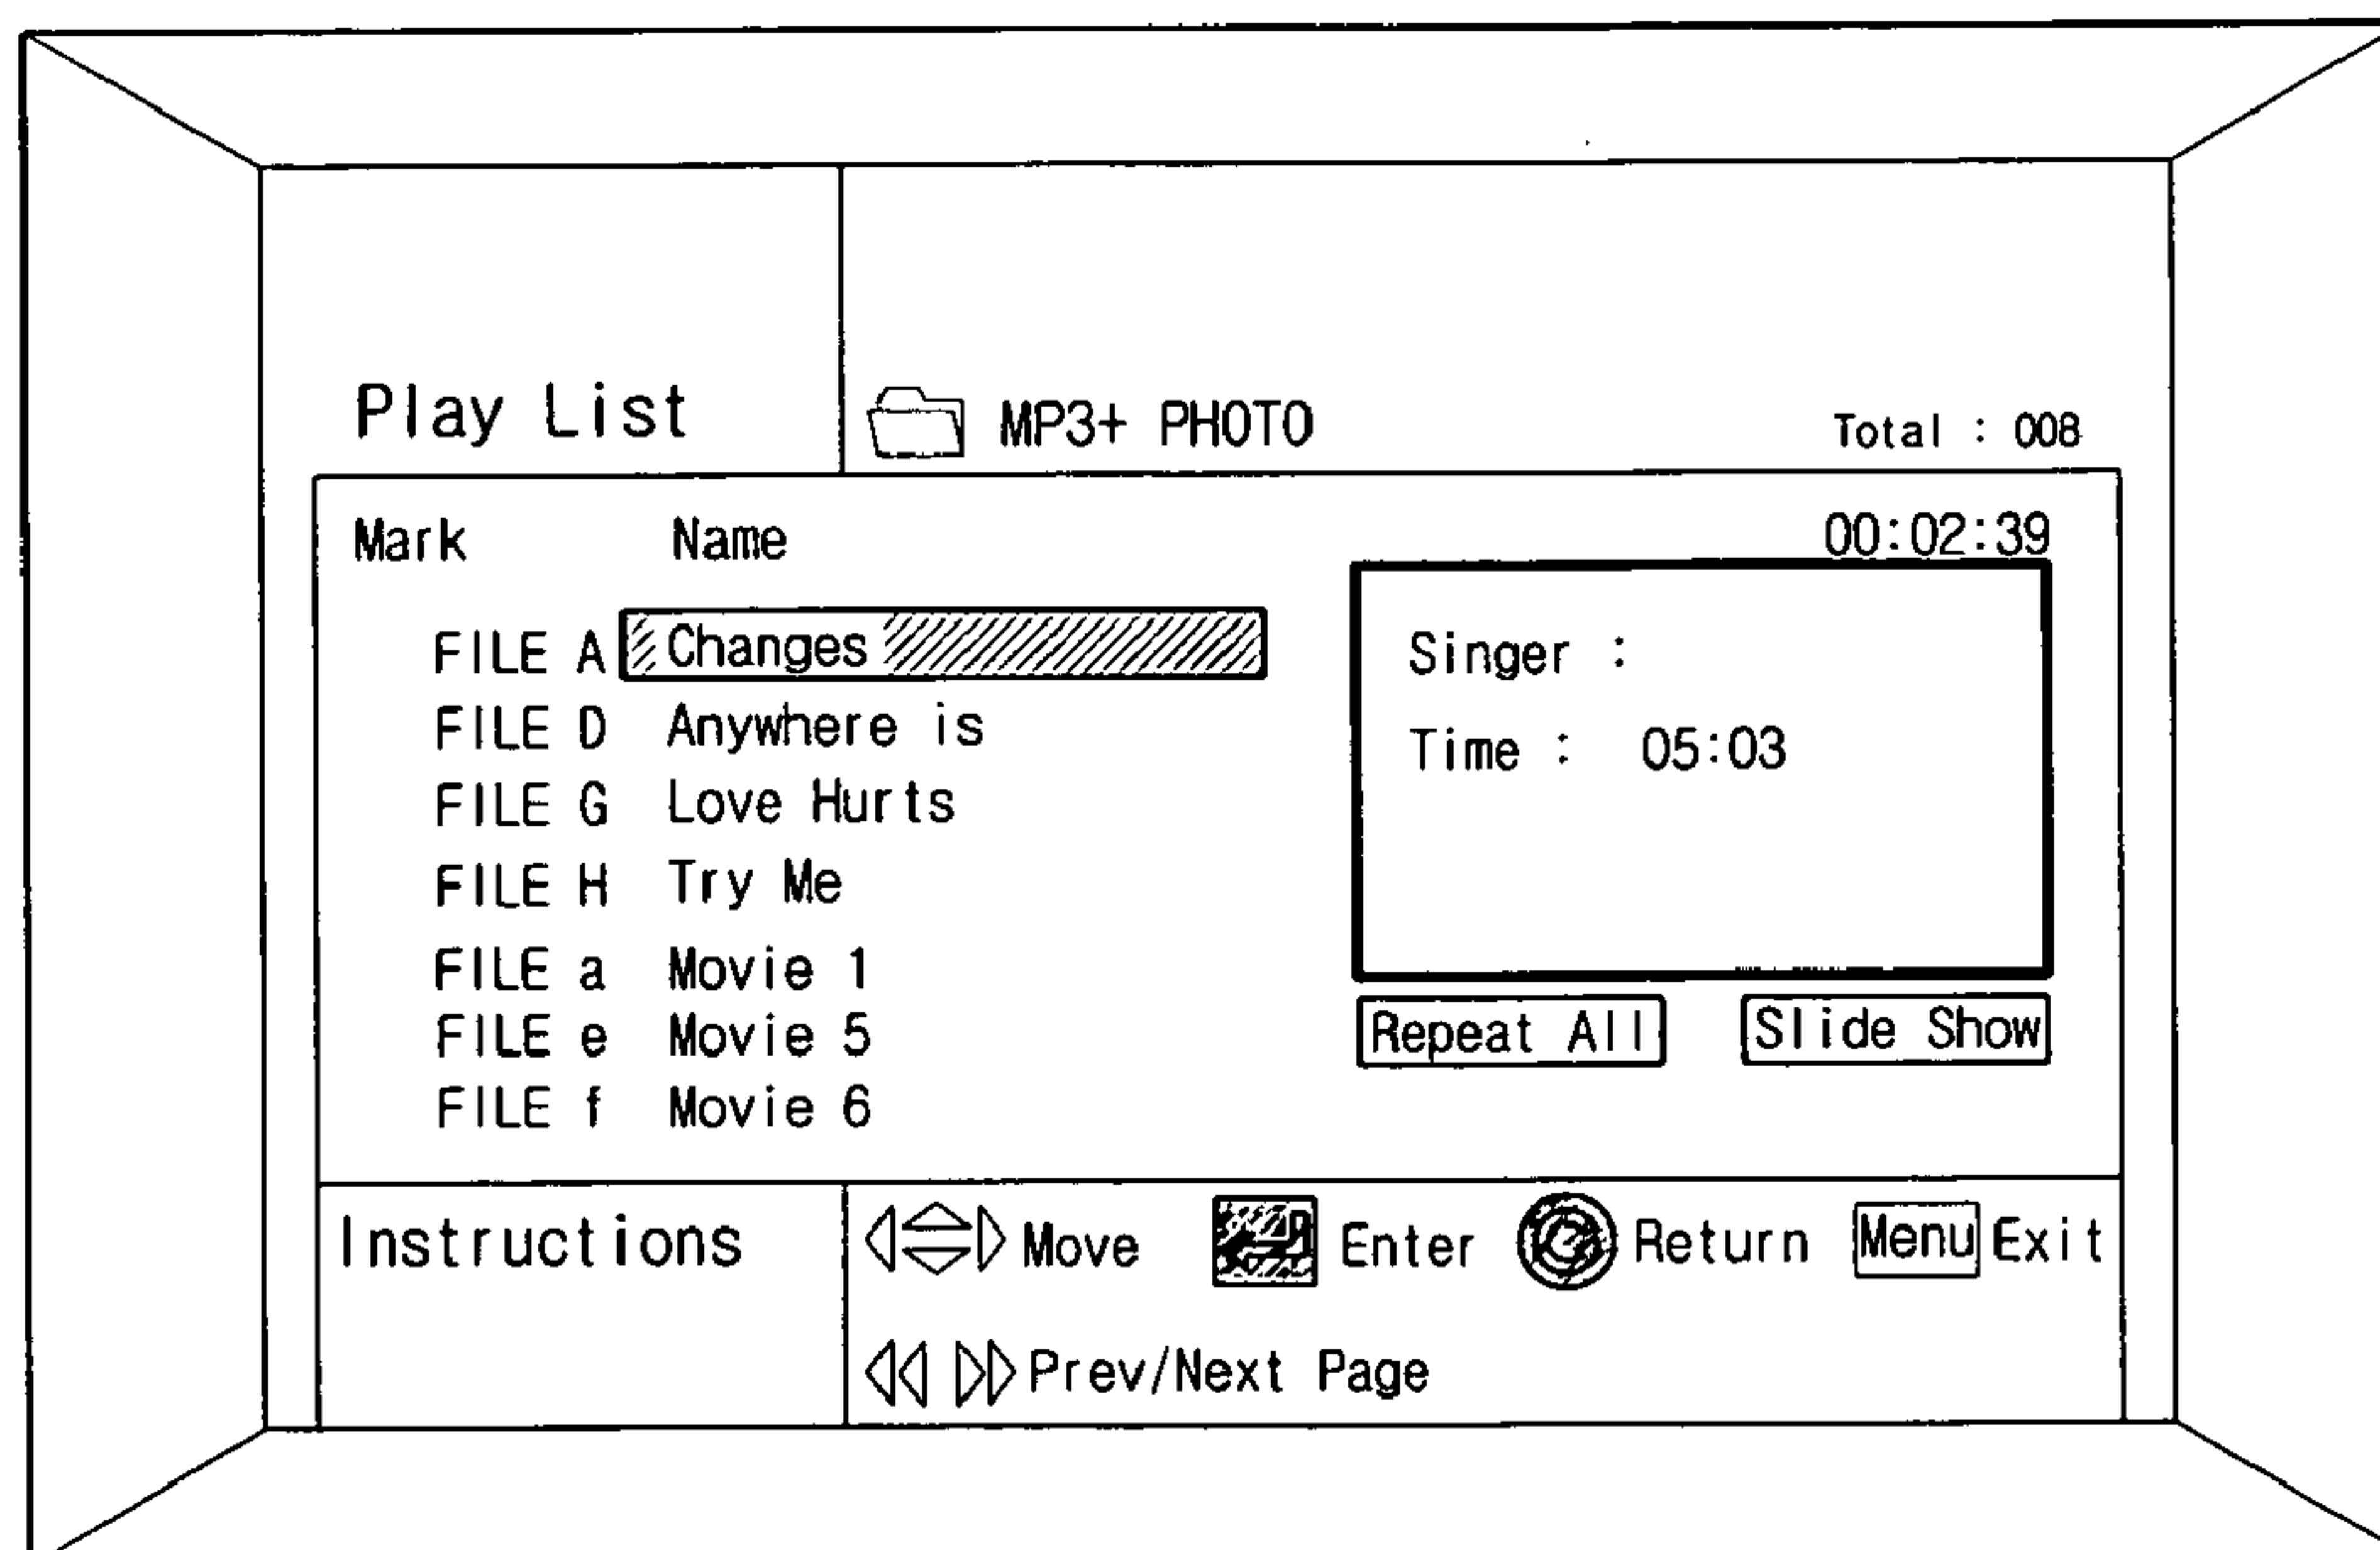 Play List
MP3+ PHOTO
Total : 008
Mark Name 00:02:39
FILE A Changes
FILE D Anywhere is
FILE G Love Hurts
FILE H Try Me
FILE a Movie 1
FILE e Movie 5
FILE f Movie 6
Singer :
Time : 05:03
Repeat All Slide Show
Instructions
Move Enter Return Menu Exit
Prev/Next Page